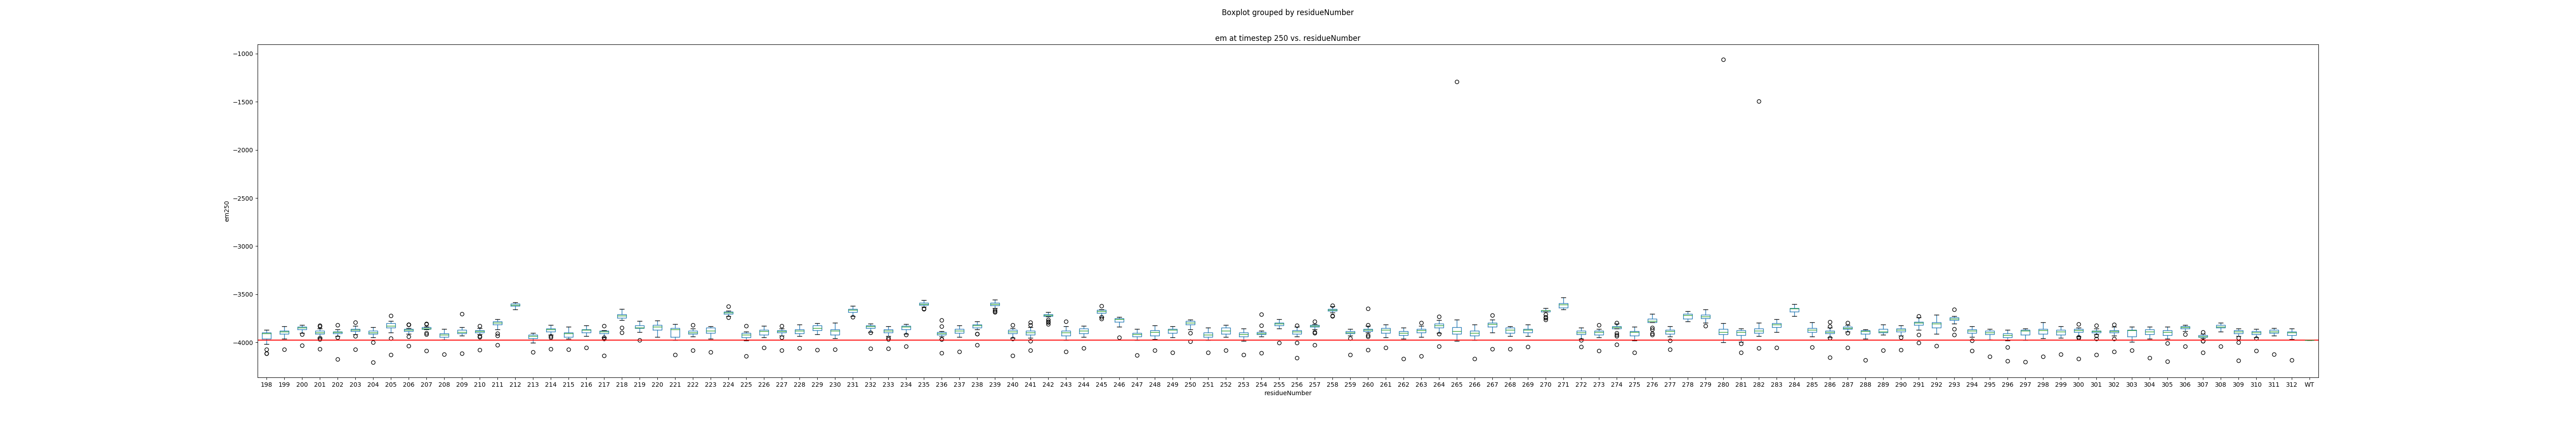 Boxplot grouped by residueNumber
em at timestep 250 vs. residueNumber
−1000
−1500
−2000
−2500
−3000
−3500
−4000
em250
198 199 200 201 202 203 204 205 206 207 208 209 210 211 212 213 214 215 216 217 218 219 220 221 222 223 224 225 226 227 228 229 230 231 232 233 234 235 236 237 238 239 240 241 242 243 244 245 246 247 248 249 250 251 252 253 254 255 256 257 258 259 260 261 262 263 264 265 266 267 268 269 270 271 272 273 274 275 276 277 278 279 280 281 282 283 284 285 286 287 288 289 290 291 292 293 294 295 296 297 298 299 300 301 302 303 304 305 306 307 308 309 310 311 312 WT
residueNumber